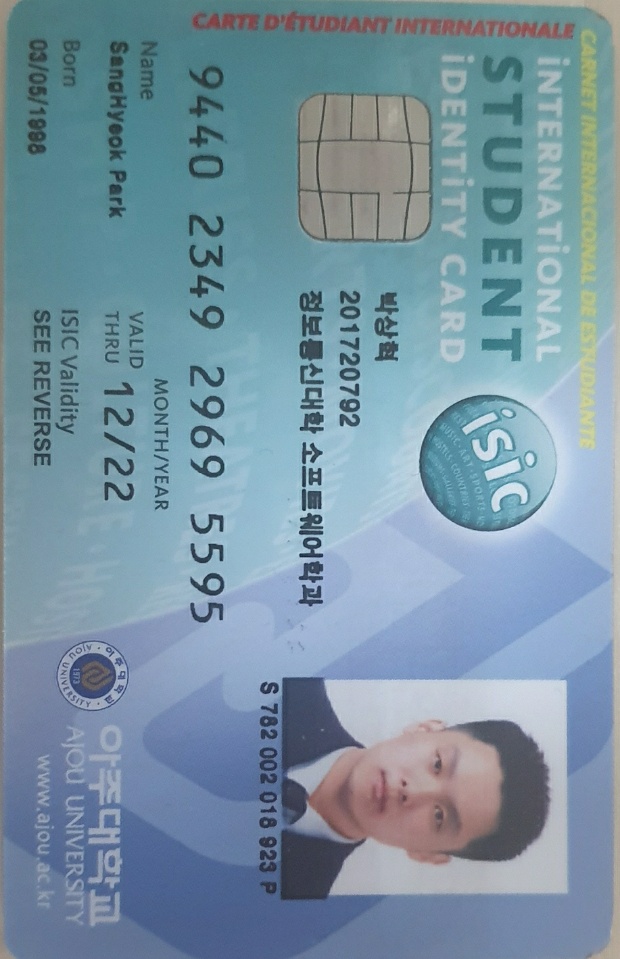 CARNET INTERNACIONAL DE ESTUDIANTE
CARTE D'ÉTUDIANT INTERNATIONALE
iNTERNATiONAL
STUDENT
iDENTiTY CARD
isic
박상혁
201720792
정보통신대학 소프트웨어학과
S 782 002 018 923 P
9440 2349 2969 5595
MONTH/YEAR
VALID THRU 12/22
Name
SangHyeok Park
ISIC Validity
SEE REVERSE
Born
03/05/1998
아주대학교
AJOU UNIVERSITY
1973
아주대학교
AJOU UNIVERSITY
www.ajou.ac.kr